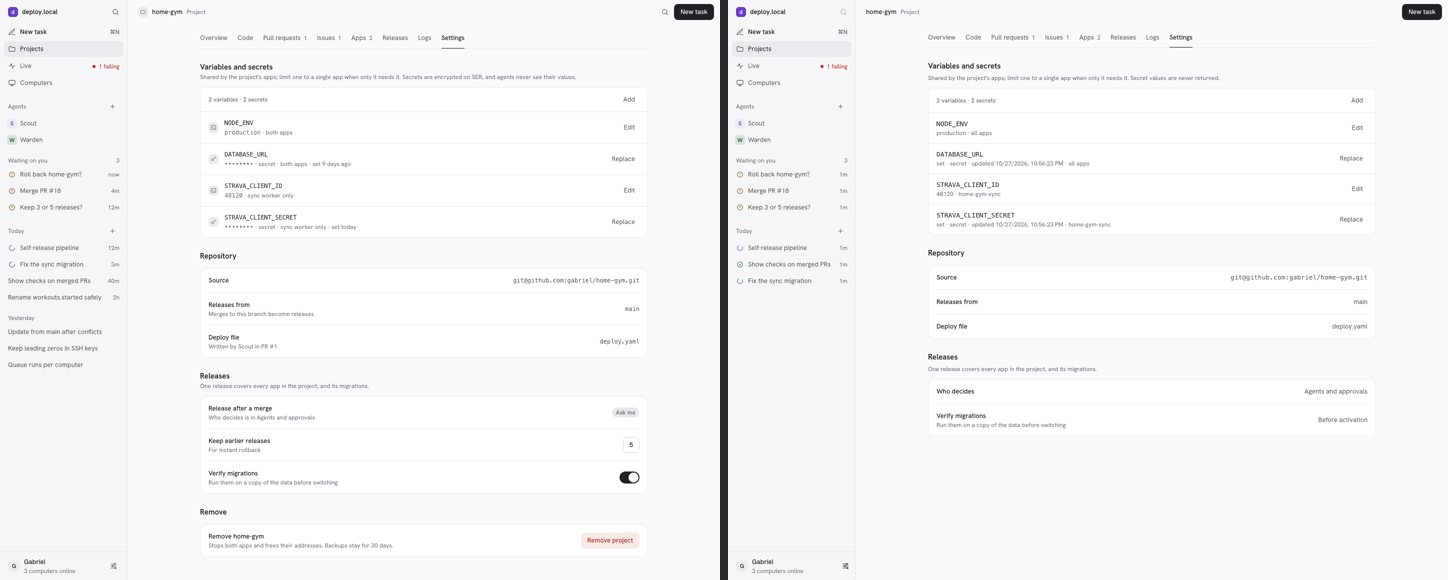 deploy.local
New task ⌘N
Projects
Live 1 failing
Computers
Agents
S Scout
W Warden
Waiting on you 3
Roll back home-gym? now
Merge PR #18 4m
Keep 3 or 5 releases? 12m
Today
Self-release pipeline 12m
Fix the sync migration 3m
Show checks on merged PRs 40m
Rename workouts.started safely 2h
Yesterday
Update from main after conflicts
Keep leading zeros in SSH keys
Queue runs per computer
G Gabriel
3 computers online
home-gym Project
New task
Overview Code Pull requests 1 Issues 1 Apps 2 Releases Logs Settings
Variables and secrets
Shared by the project's apps; limit one to a single app when only it needs it. Secrets are encrypted on SER, and agents never see their values.
2 variables · 2 secrets Add
NODE_ENV
production · both apps
Edit
DATABASE_URL
•••••••• · secret · both apps · set 9 days ago
Replace
STRAVA_CLIENT_ID
48120 · sync worker only
Edit
STRAVA_CLIENT_SECRET
•••••••• · secret · sync worker only · set today
Replace
Repository
Source git@github.com:gabriel/home-gym.git
Releases from
Merges to this branch become releases
main
Deploy file
Written by Scout in PR #1
deploy.yaml
Releases
One release covers every app in the project, and its migrations.
Release after a merge
Who decides is in Agents and approvals
Ask me
Keep earlier releases
For instant rollback
5
Verify migrations
Run them on a copy of the data before switching
Remove
Remove home-gym
Stops both apps and frees their addresses. Backups stay for 30 days.
Remove project
d deploy.local
New task ⌘N
Projects
Live 1 failing
Computers
Agents
S Scout
W Warden
Waiting on you 3
Roll back home-gym? 1m
Merge PR #18 1m
Keep 3 or 5 releases? 1m
Today
Self-release pipeline 1m
Show checks on merged PRs 1m
Fix the sync migration 1m
G Gabriel
3 computers online
home-gym Project
New task
Overview Code Pull requests 1 Issues 1 Apps 2 Releases Logs Settings
Variables and secrets
Shared by the project's apps; limit one to a single app when only it needs it. Secret values are never returned.
2 variables · 2 secrets Add
NODE_ENV
production · all apps
Edit
DATABASE_URL
set · secret · updated 10/27/2026, 10:56:23 PM · all apps
Replace
STRAVA_CLIENT_ID
48120 · home-gym-sync
Edit
STRAVA_CLIENT_SECRET
set · secret · updated 10/27/2026, 10:56:23 PM · home-gym-sync
Replace
Repository
Source git@github.com:gabriel/home-gym.git
Releases from main
Deploy file deploy.yaml
Releases
One release covers every app in the project, and its migrations.
Who decides Agents and approvals
Verify migrations
Run them on a copy of the data before switching
Before activation